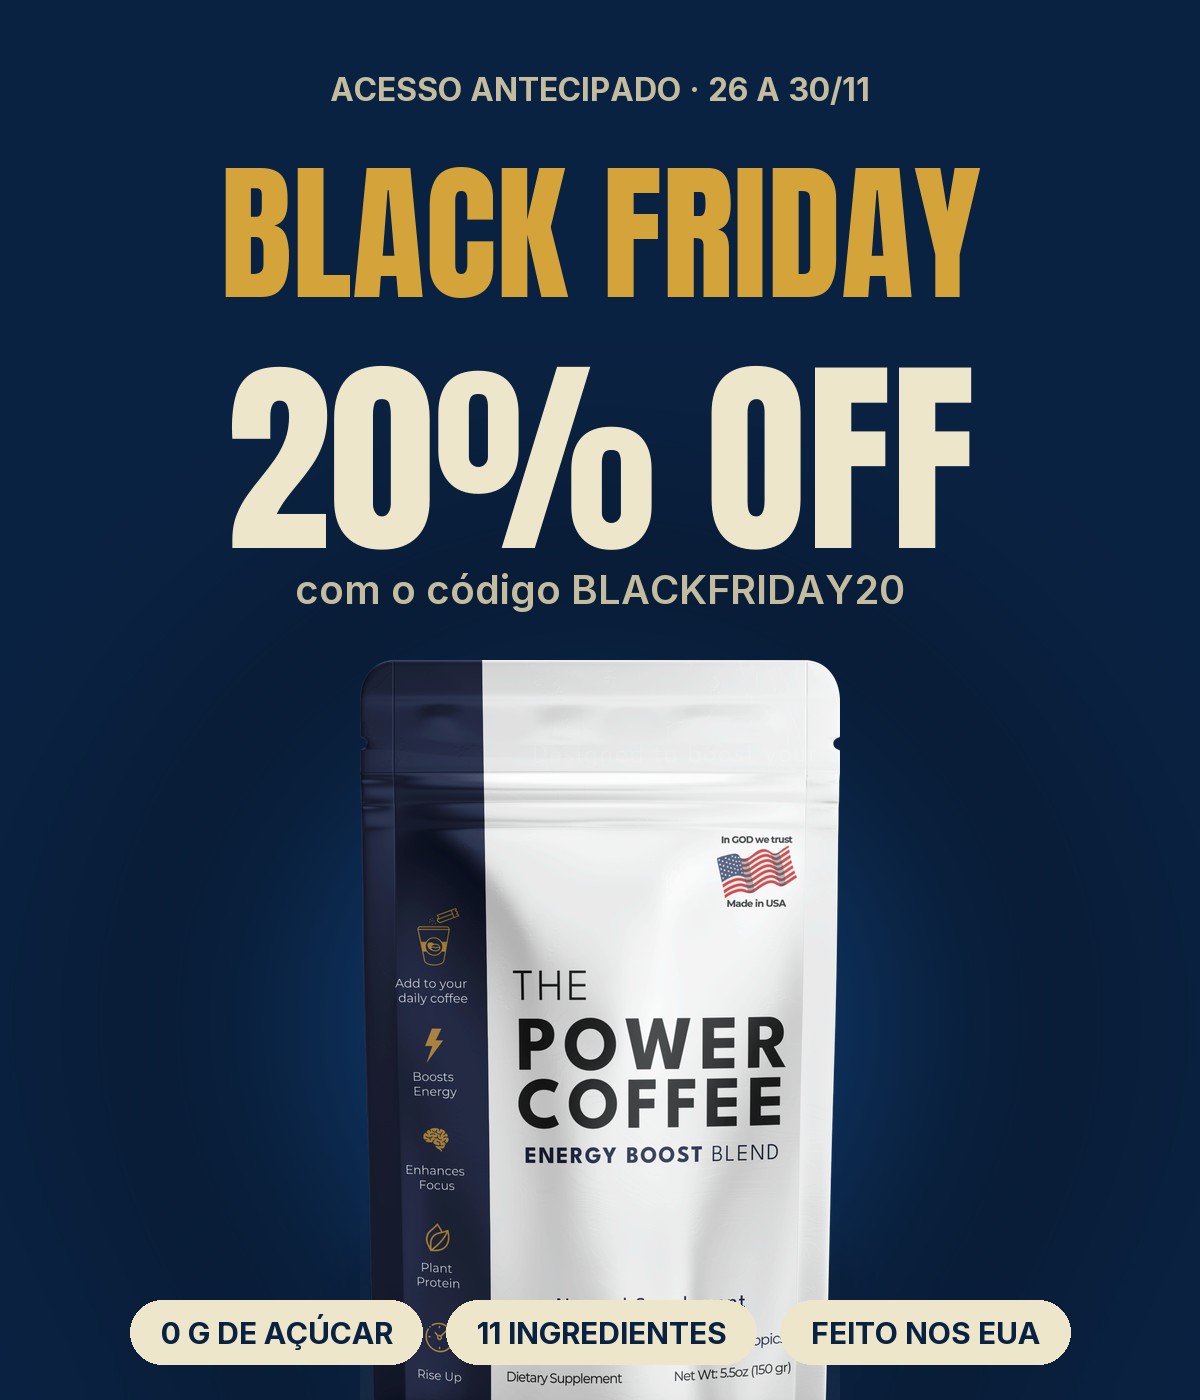 ACESSO ANTECIPADO · 26 A 30/11
BLACK FRIDAY
20% OFF
com o código BLACKFRIDAY20
In GOD we trust
Made in USA
Add to your
daily coffee
Boosts
Energy
Enhances
Focus
Plant
Protein
Rise Up
THE
POWER
COFFEE
ENERGY BOOST BLEND
Dietary Supplement
Net Wt: 5.5oz (150 gr)
0 G DE AÇÚCAR
11 INGREDIENTES
FEITO NOS EUA